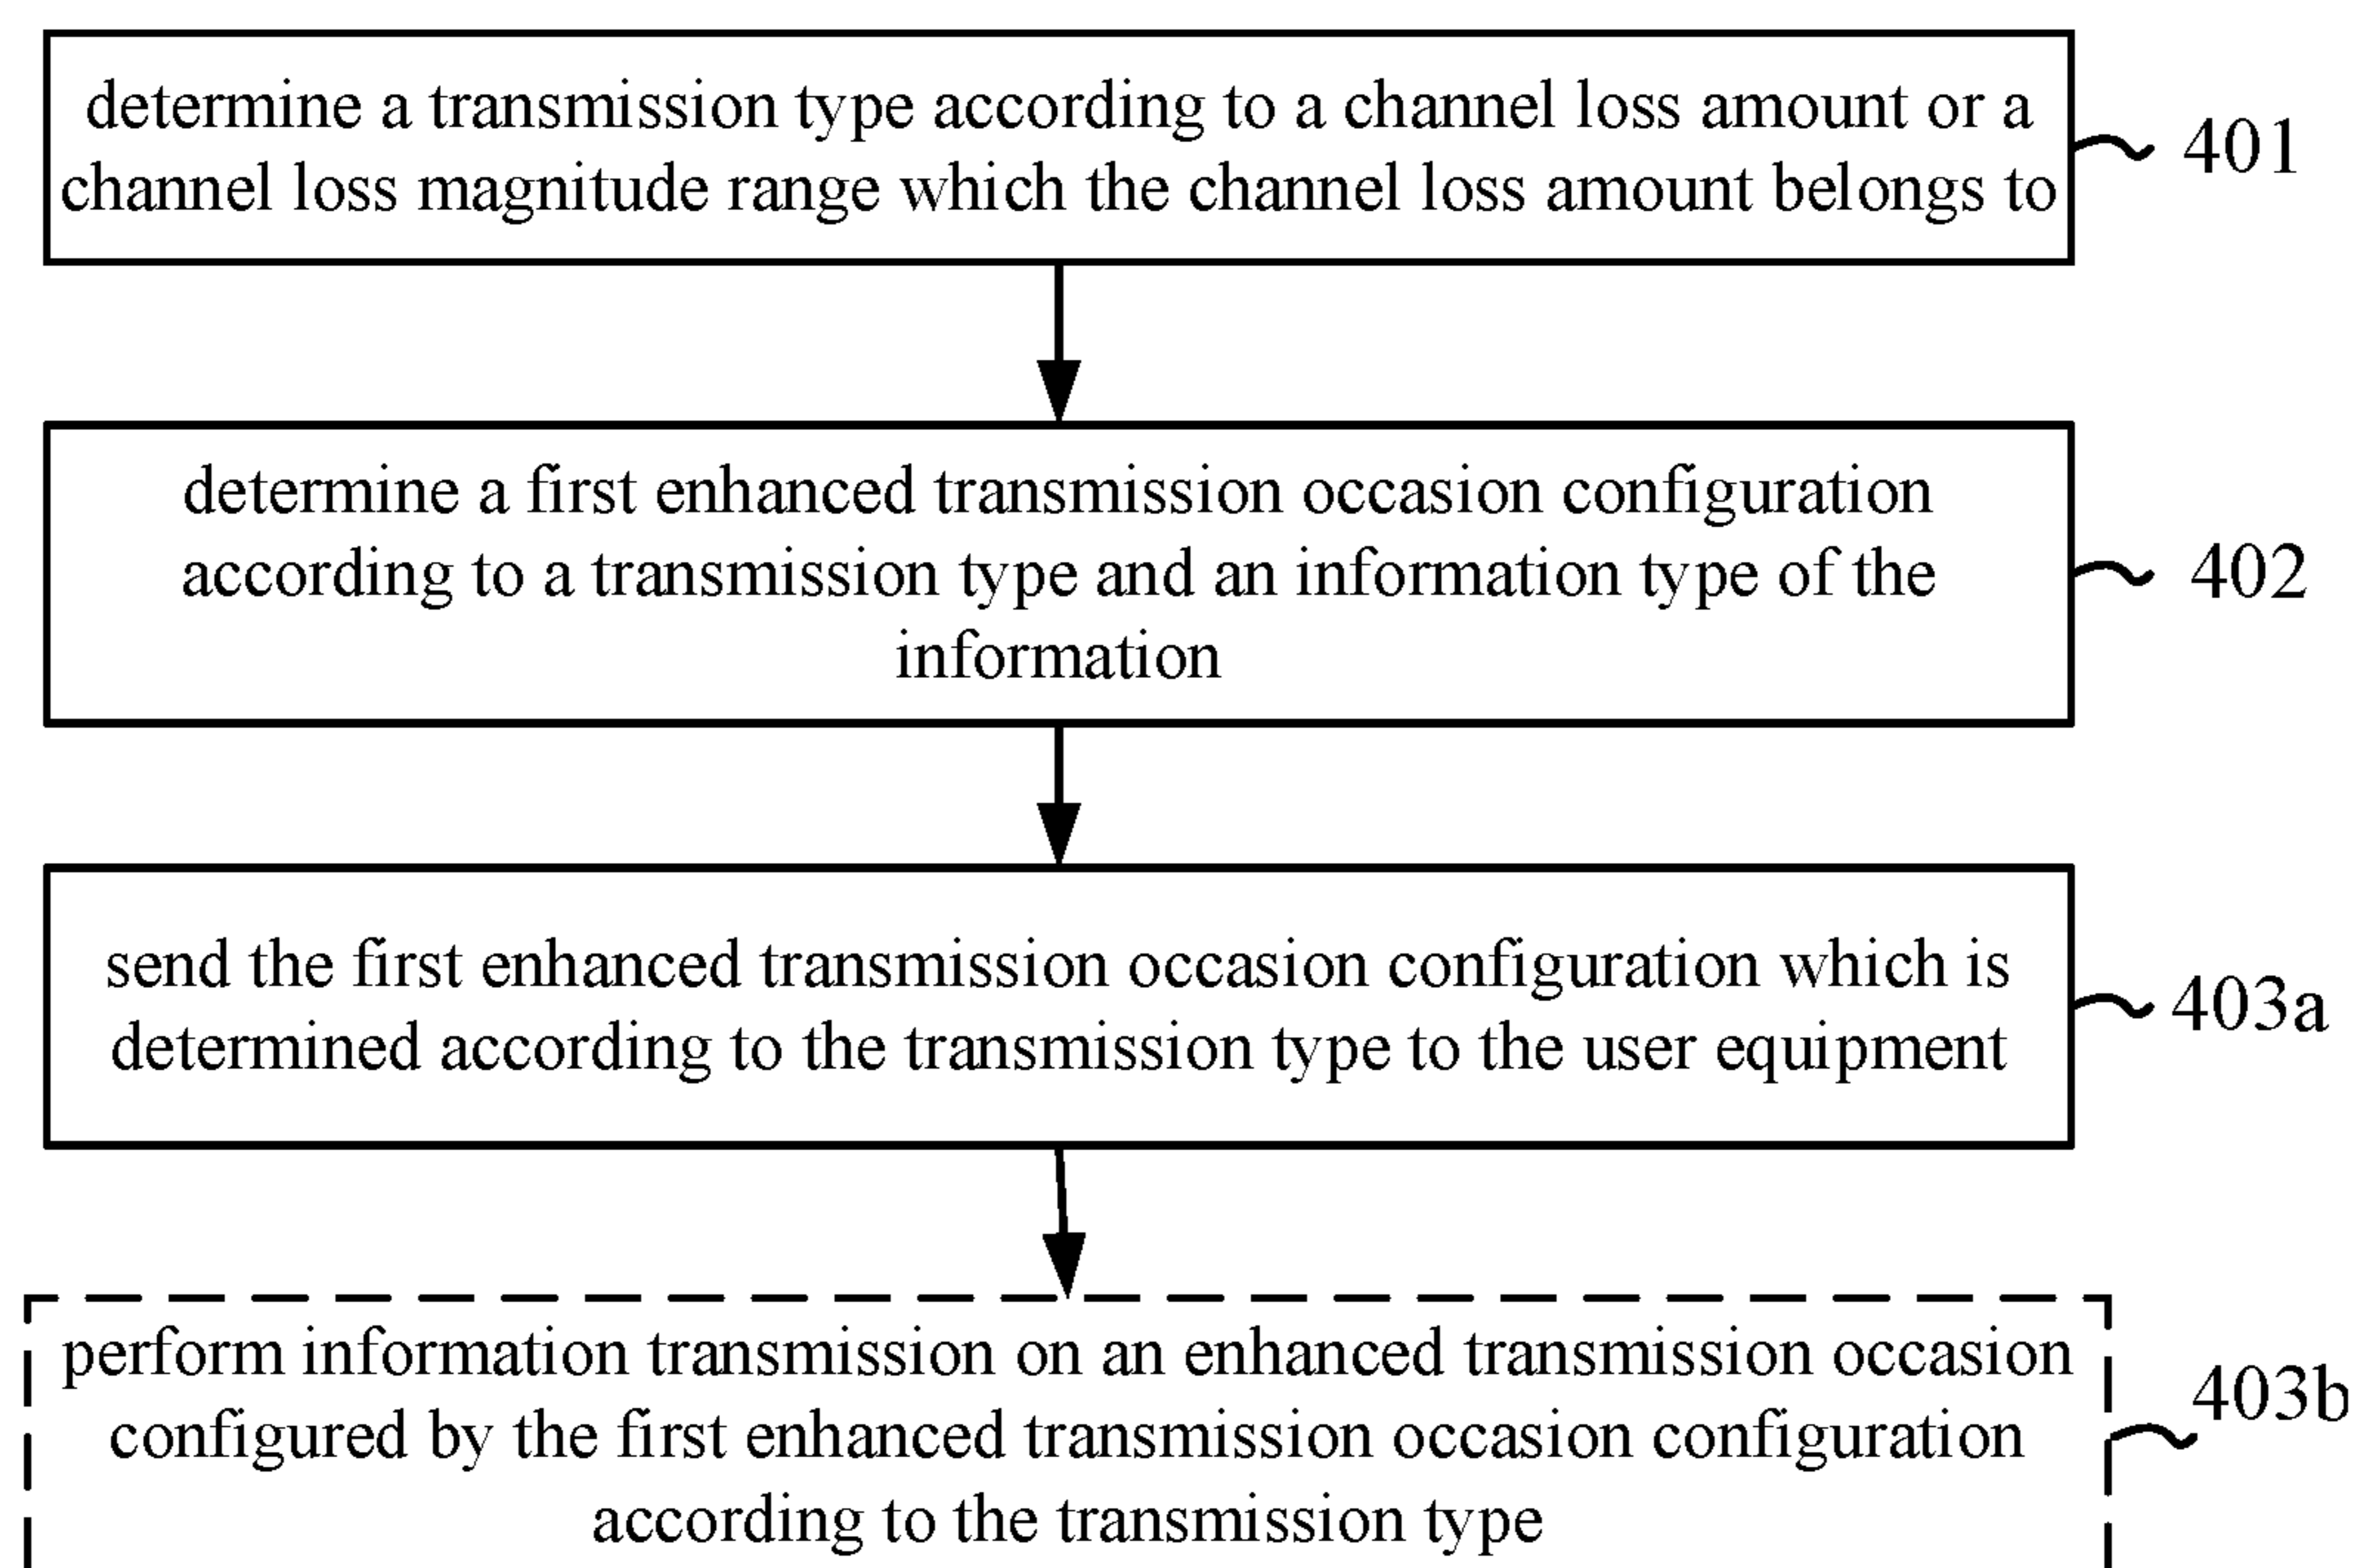 determine a transmission type according to a channel loss amount or a
channel loss magnitude range which the channel loss amount belongs to
401
determine a first enhanced transmission occasion configuration
according to a transmission type and an information type of the
information
402
send the first enhanced transmission occasion configuration which is
determined according to the transmission type to the user equipment
403a
perform information transmission on an enhanced transmission occasion
configured by the first enhanced transmission occasion configuration
according to the transmission type
403b